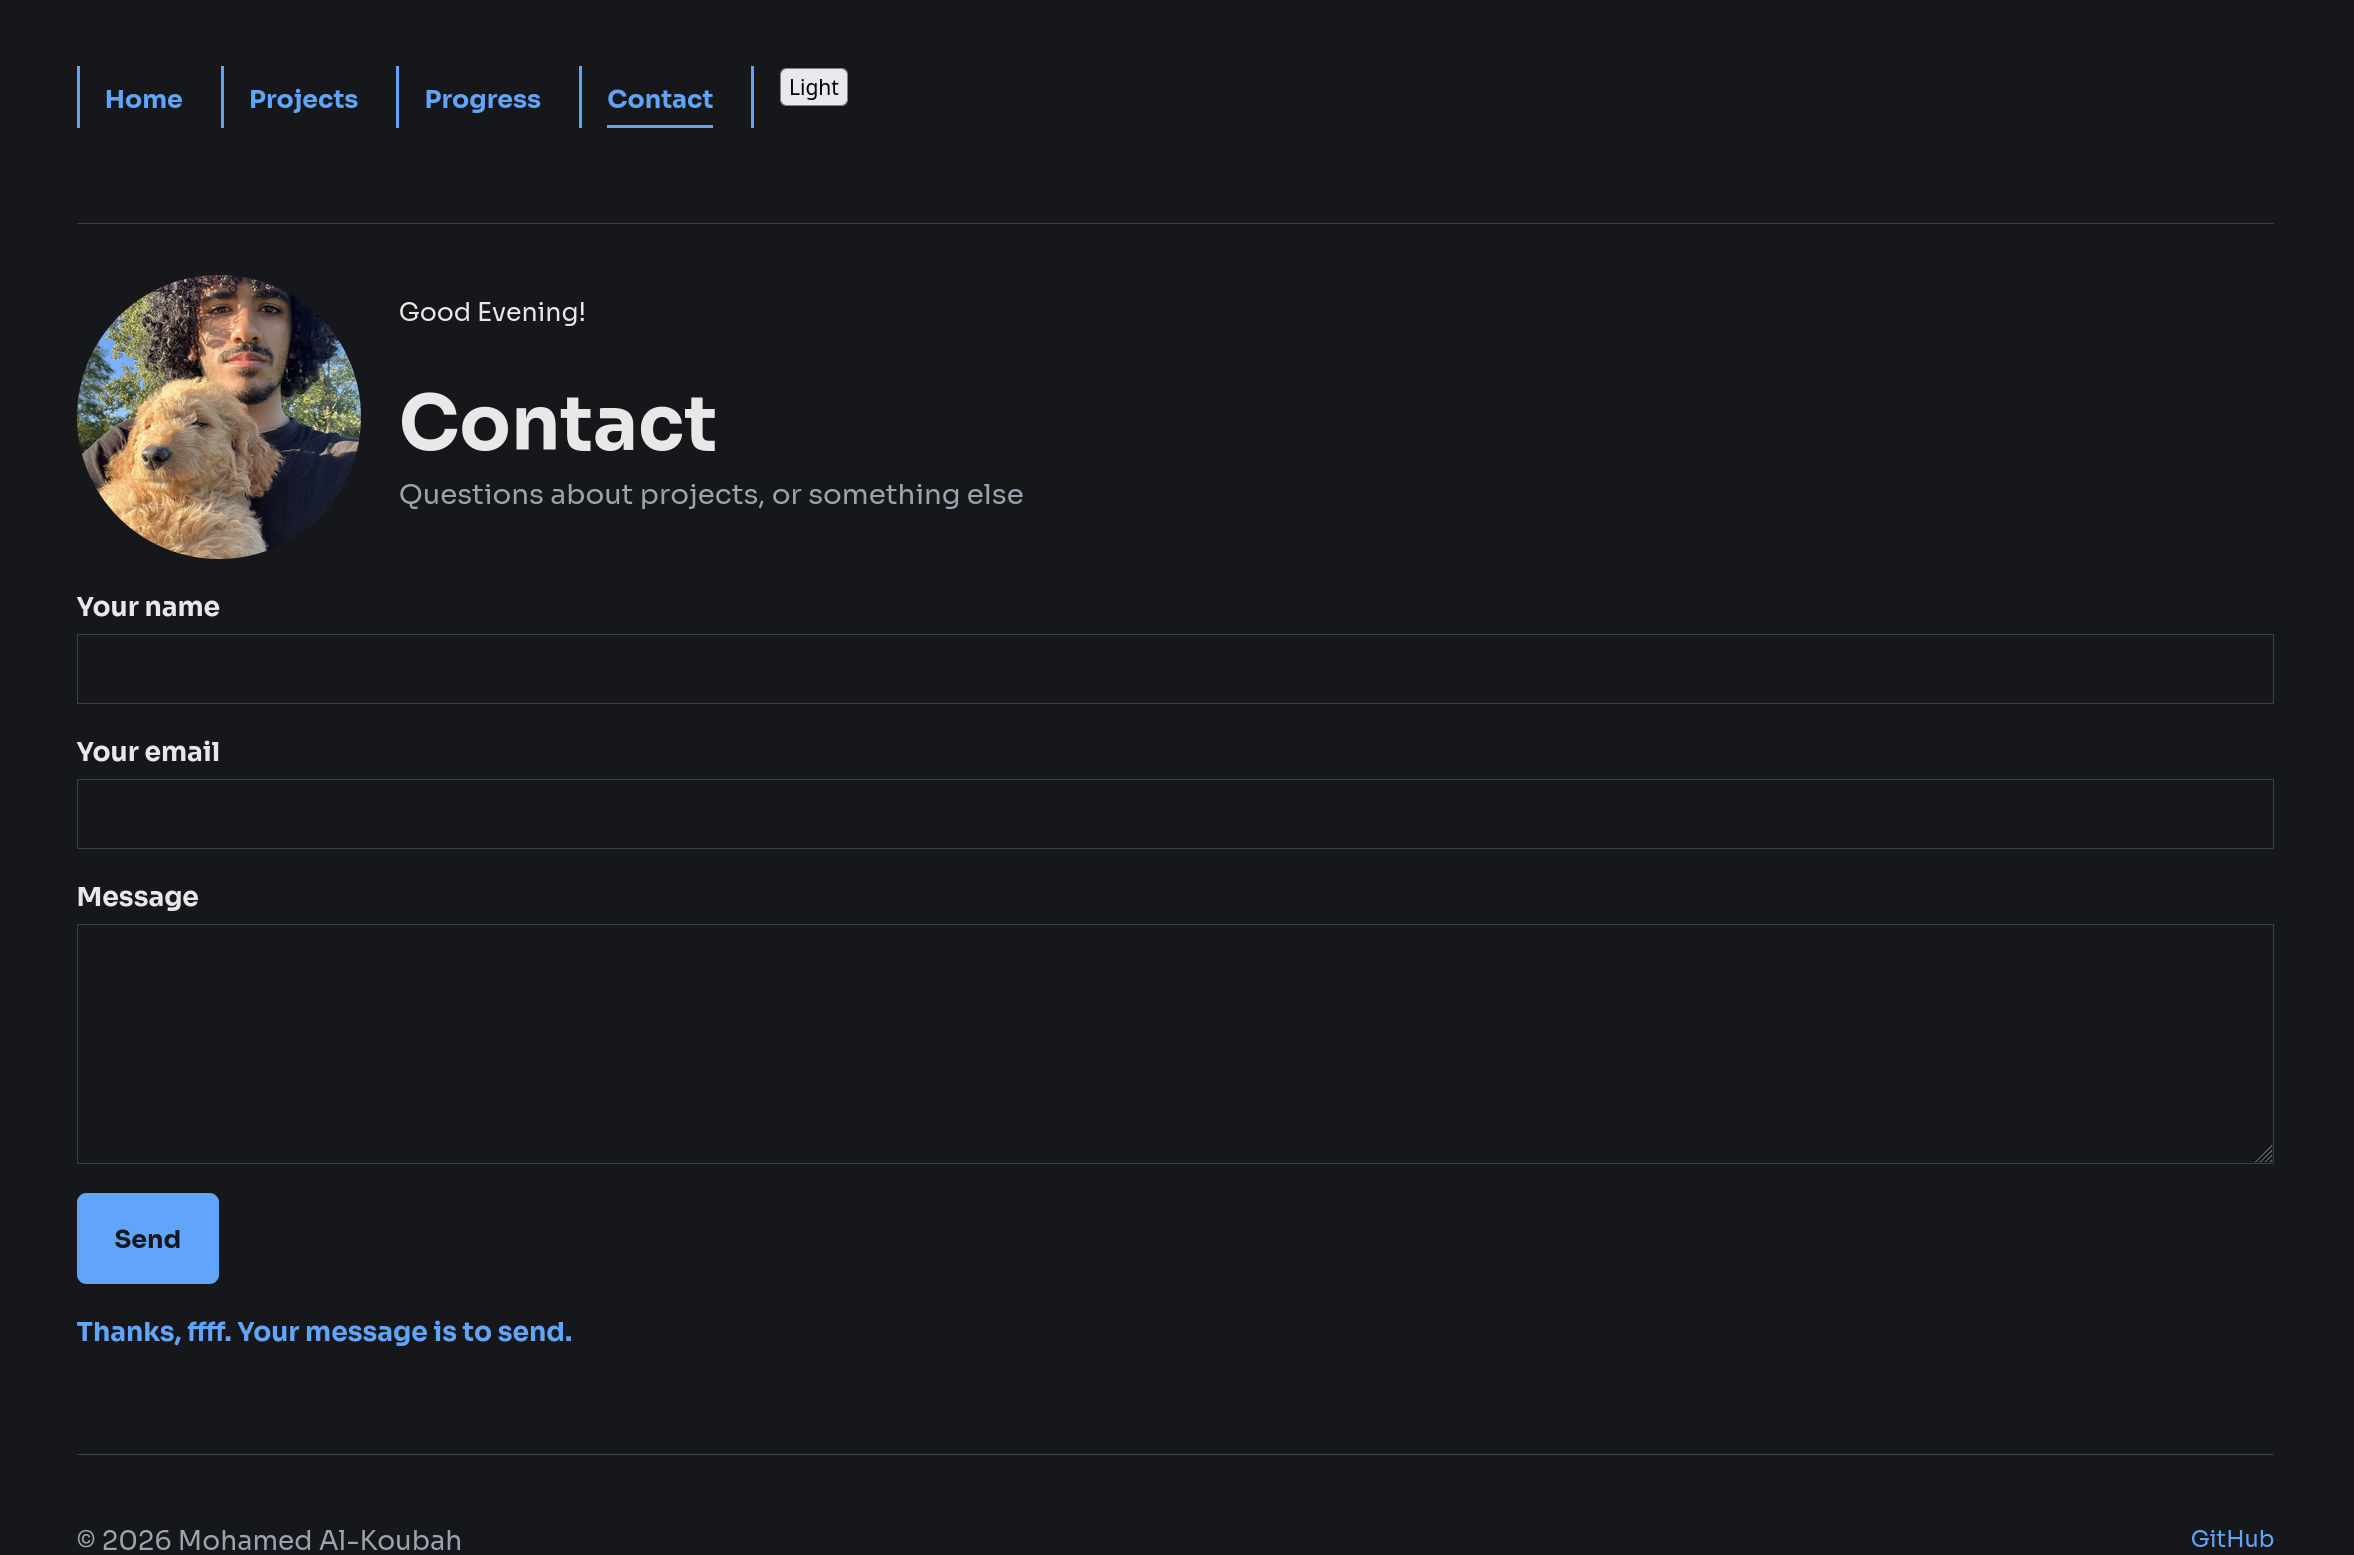 Home Projects Progress Contact Light
Good Evening!
Contact
Questions about projects, or something else
Your name
Your email
Message
Send
Thanks, ffff. Your message is to send.
© 2026 Mohamed Al-Koubah GitHub